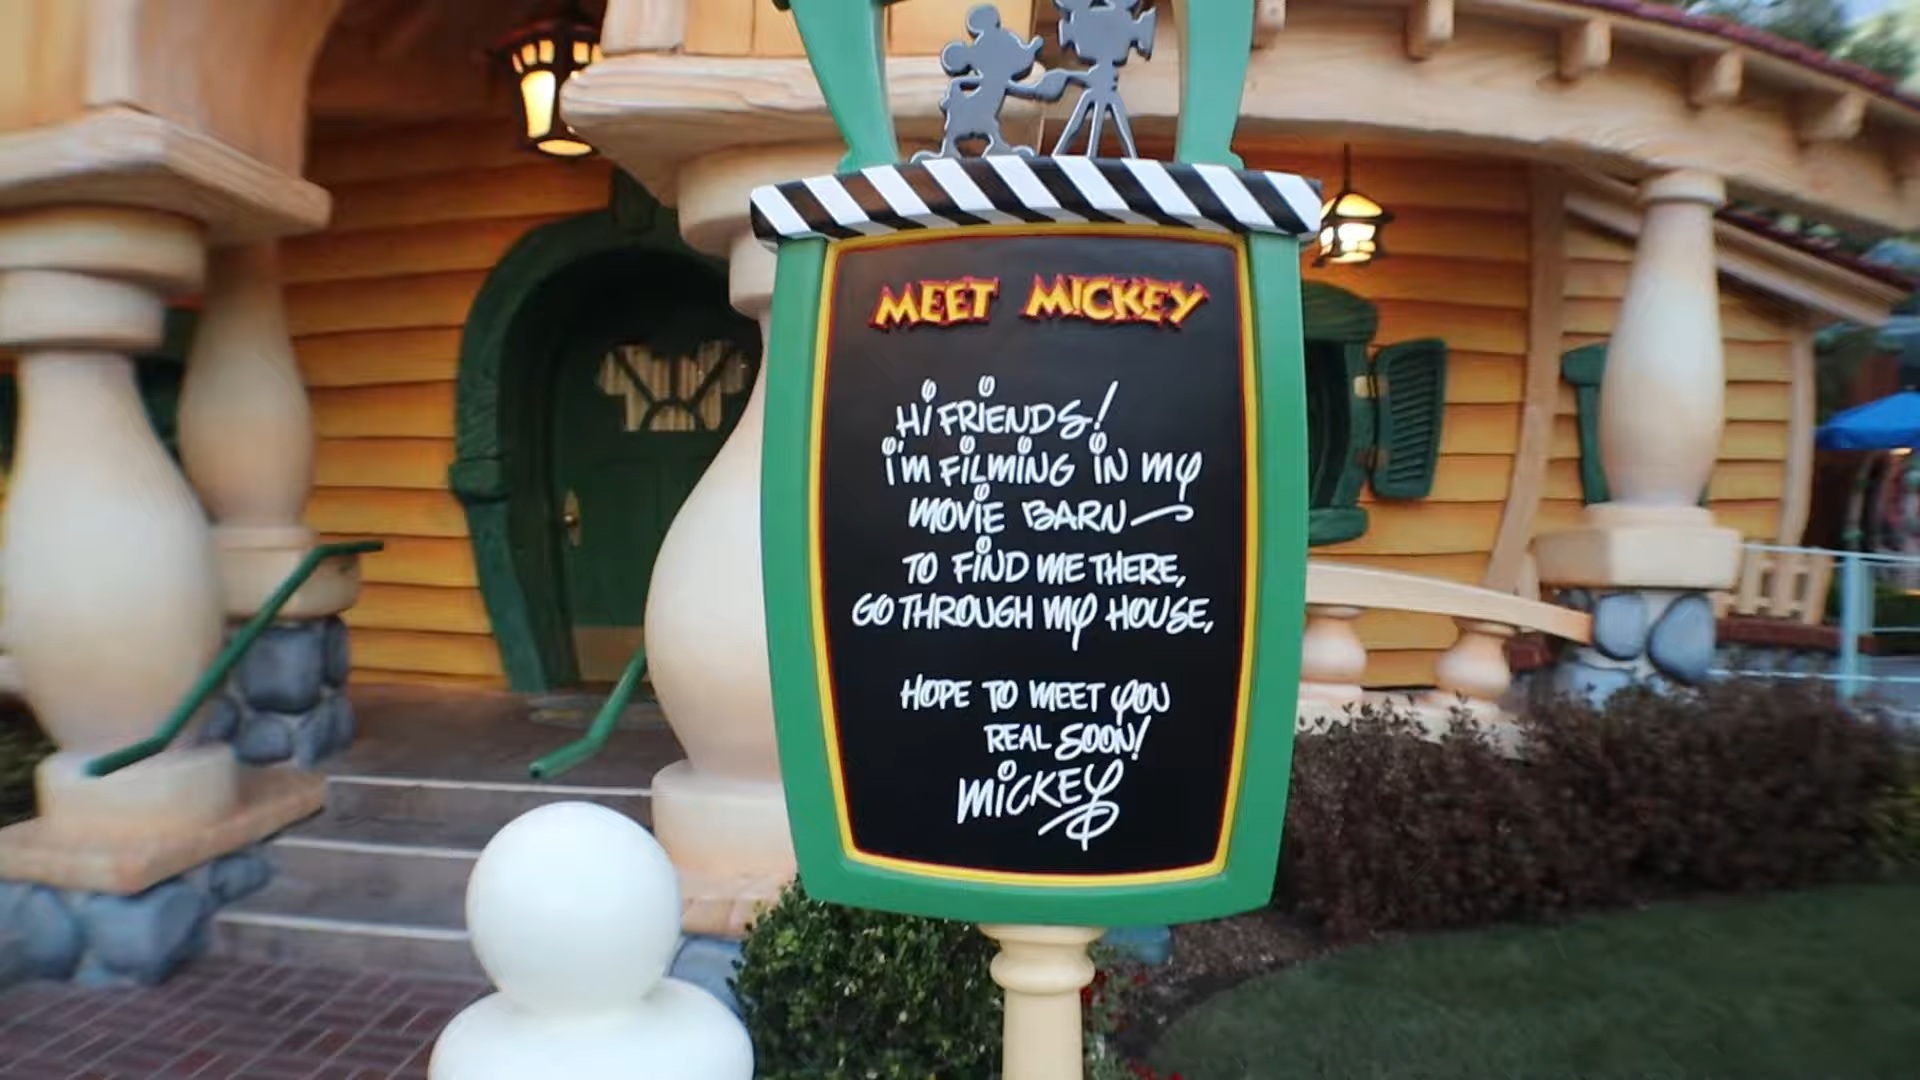 MEET MICKEY
Hi FRiENDS!
i'M FiLMiNG iN MY
MOViE BARN—
TO FiND ME THERE,
GO THROUGH MY HOUSE,
HOPE TO MEET YOU
REAL SOON!
MiCKEY